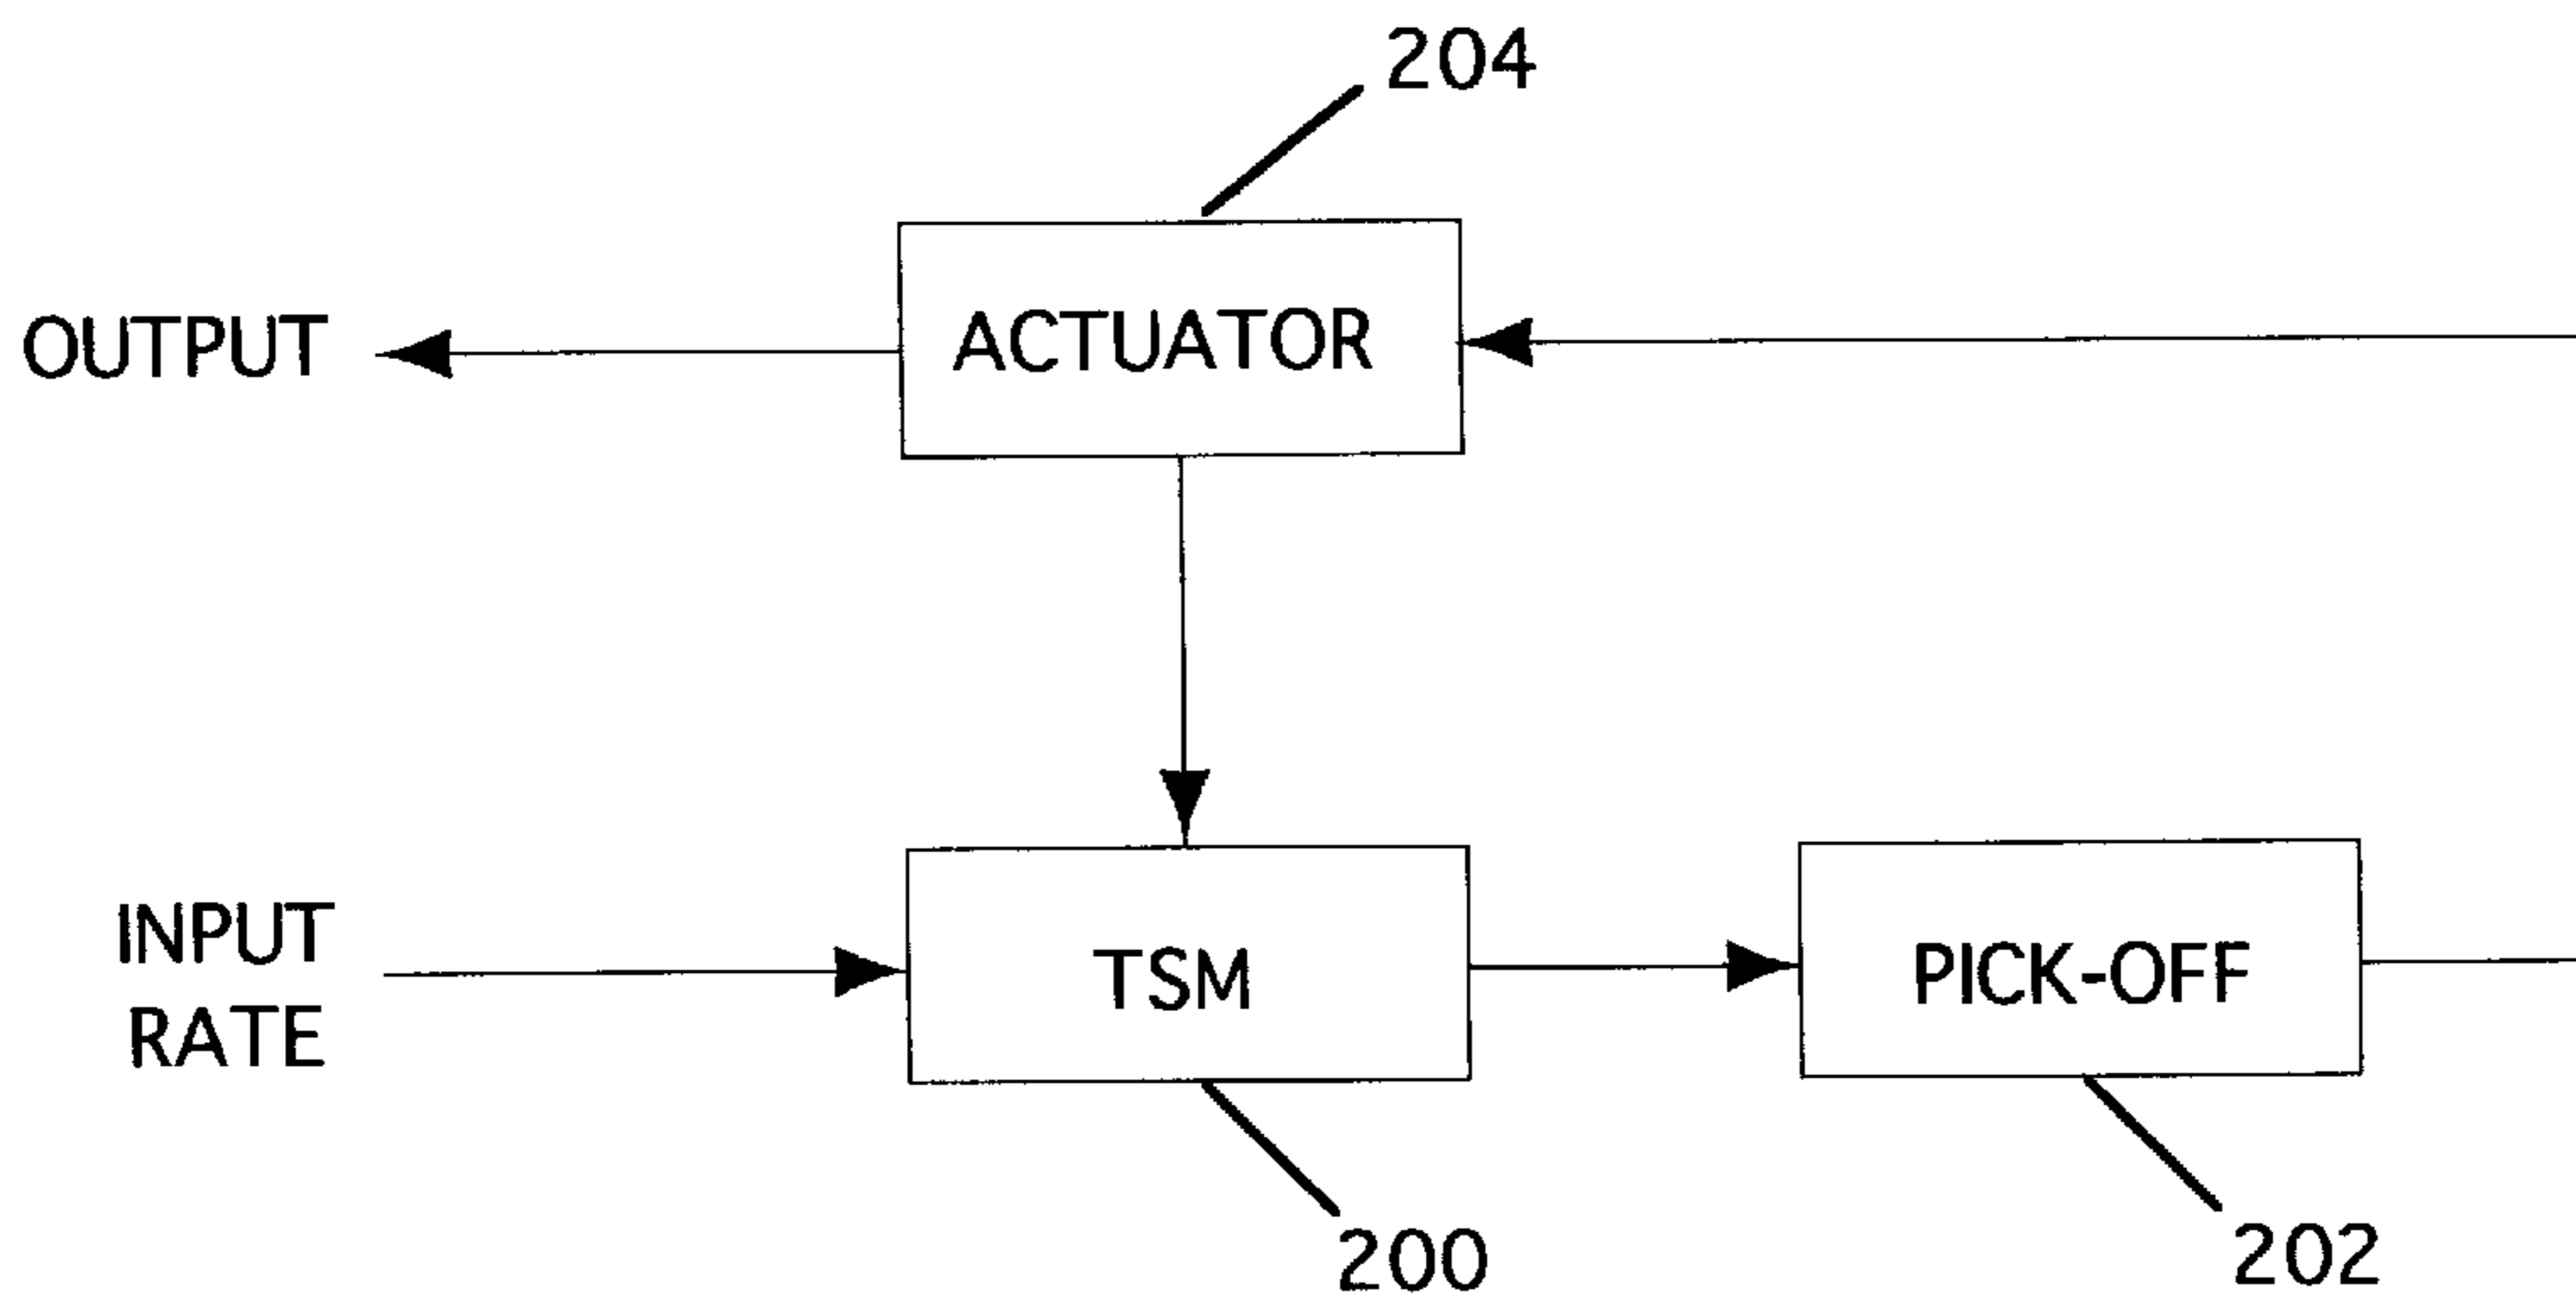 204
OUTPUT
ACTUATOR
INPUT
RATE
TSM
PICK-OFF
200
202